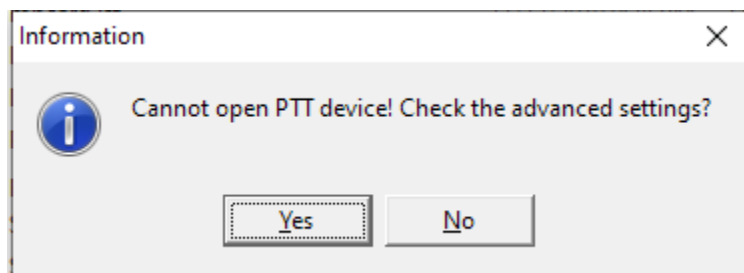 Information
Cannot open PTT device! Check the advanced settings?
Yes
No